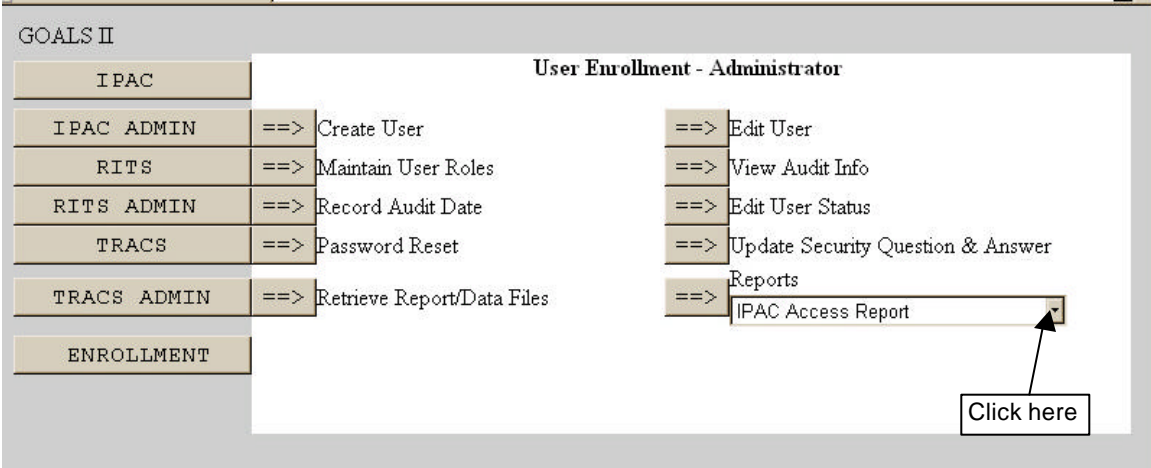 GOALS II
User Enrollment - Administrator
IPAC
IPAC ADMIN ==> Create User ==> Edit User
RITS ==> Maintain User Roles ==> View Audit Info
RITS ADMIN ==> Record Audit Date ==> Edit User Status
TRACS ==> Password Reset ==> Update Security Question & Answer
Reports
TRACS ADMIN ==> Retrieve Report/Data Files ==> IPAC Access Report
ENROLLMENT
Click here